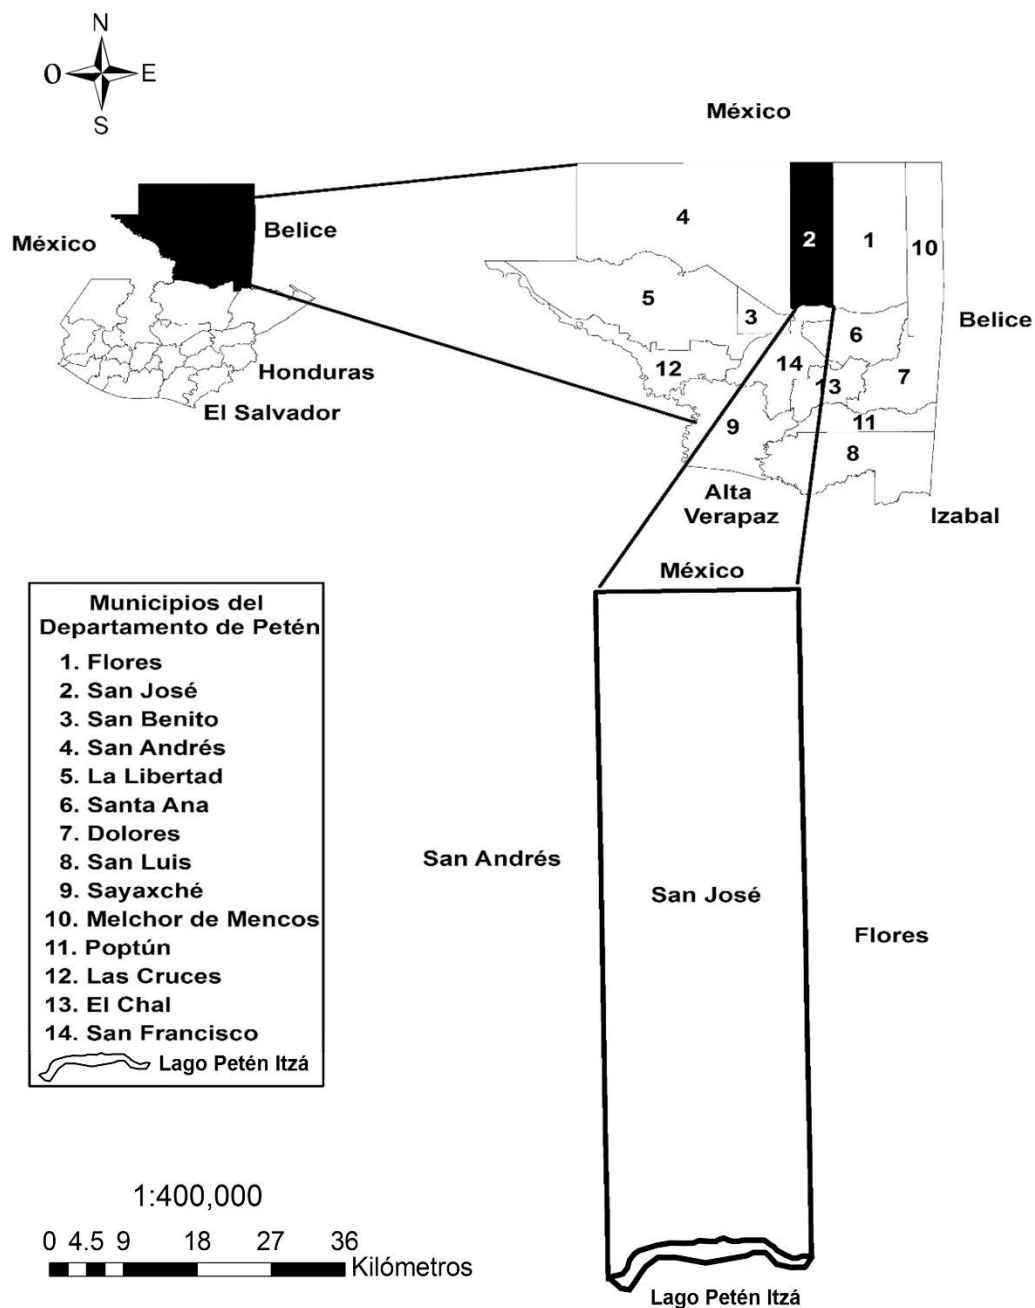 N
O
E
S
México
México
Belice
Honduras
El Salvador
4
2
1
10
5
3
6
Belice
12
14
13
7
9
11
8
Alta
Verapaz
Izabal
México
Municipios del
Departamento de Petén
1. Flores
2. San José
3. San Benito
4. San Andrés
5. La Libertad
6. Santa Ana
7. Dolores
8. San Luis
9. Sayaxché
10. Melchor de Mencos
11. Poptún
12. Las Cruces
13. El Chal
14. San Francisco
Lago Petén Itzá
San Andrés
San José
Flores
1:400,000
0 4.5 9 18 27 36
Kilómetros
Lago Petén Itzá